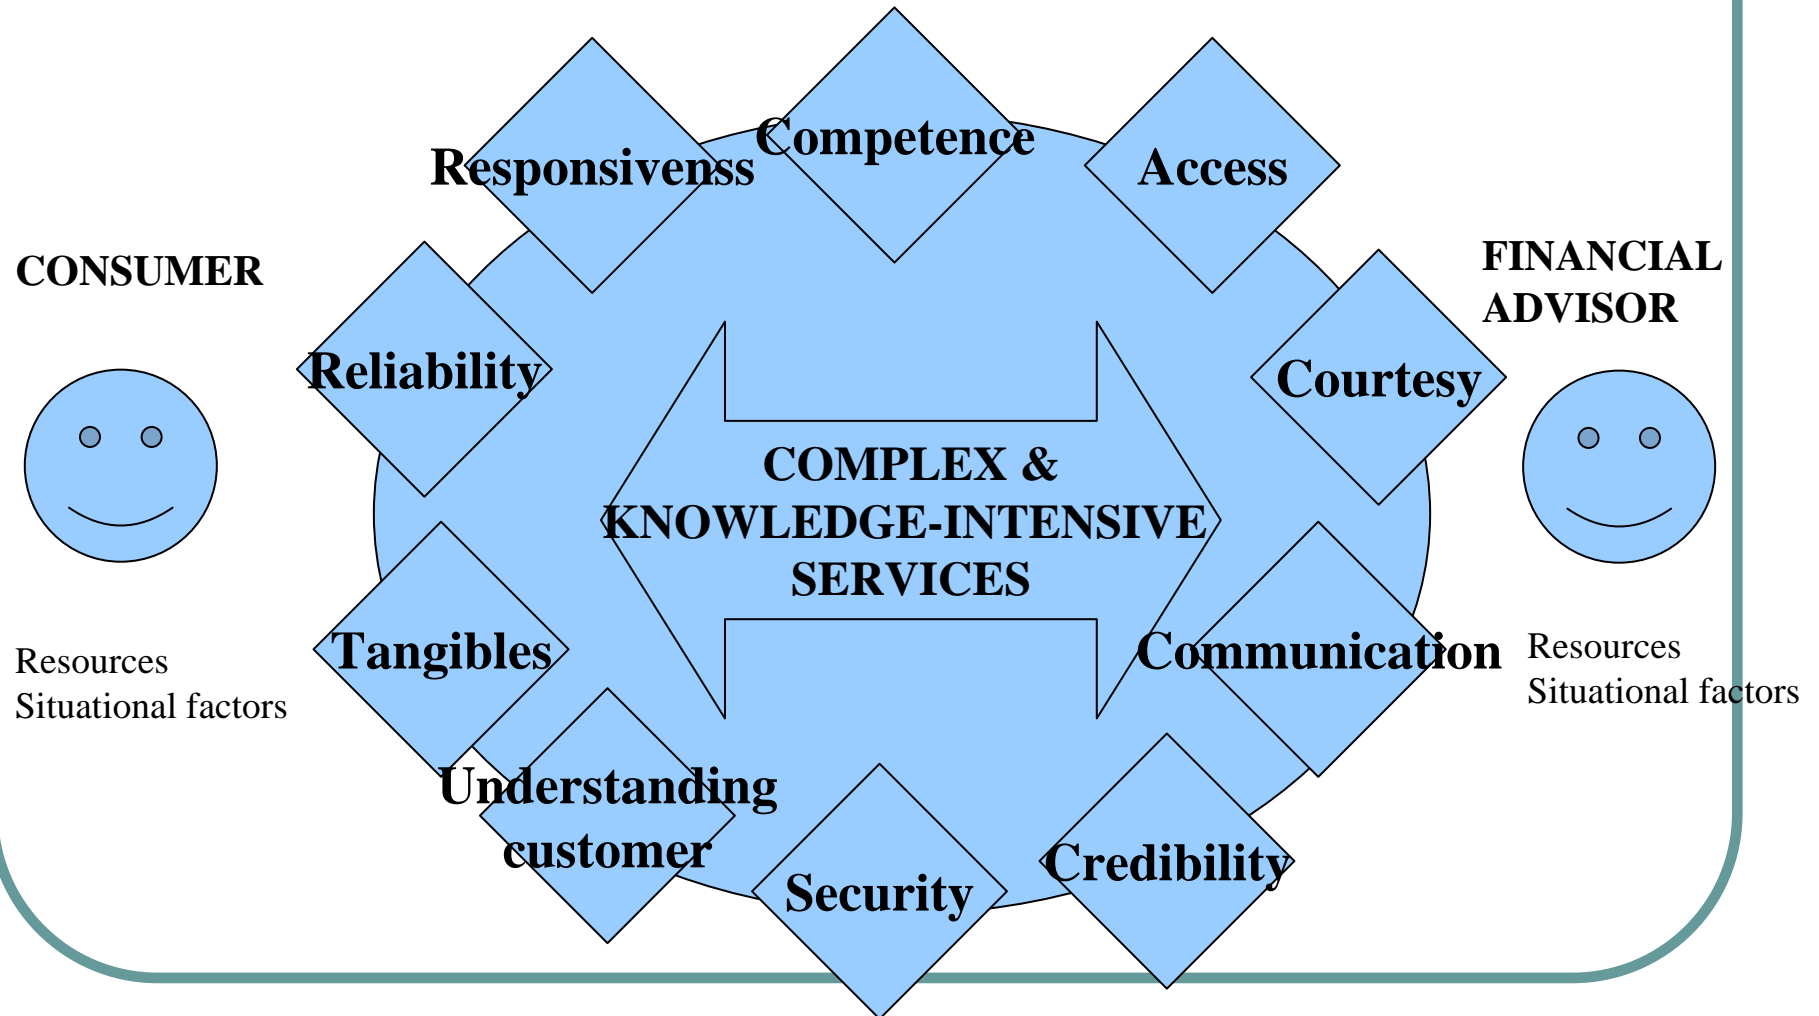 Competence
Responsivenss
Access
CONSUMER
FINANCIAL
ADVISOR
Reliability
Courtesy
COMPLEX &
KNOWLEDGE-INTENSIVE
SERVICES
Tangibles
Communication
Resources
Situational factors
Resources
Situational factors
Understanding
customer
Security
Credibility